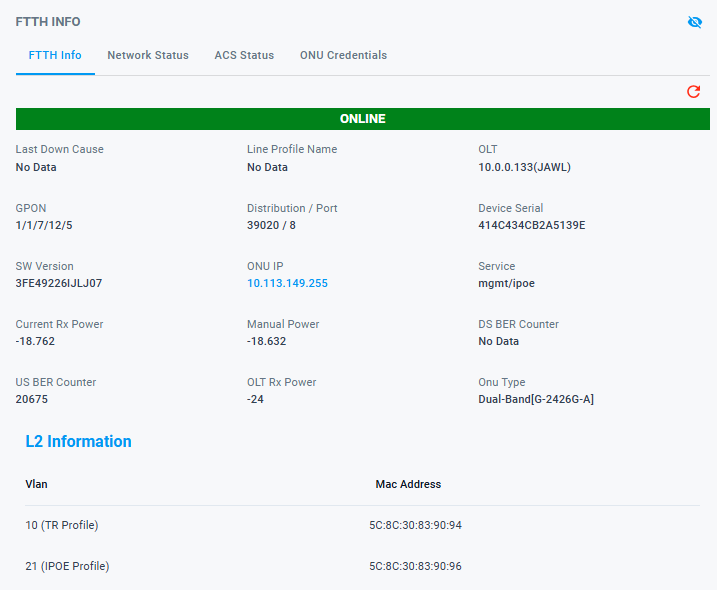 FTTH INFO
FTTH Info Network Status ACS Status ONU Credentials
ONLINE
Last Down Cause Line Profile Name OLT
No Data No Data 10.0.0.133(JAWL)
GPON Distribution / Port Device Serial
1/1/7/12/5 39020 / 8 414C434CB2A5139E
SW Version ONU IP Service
3FE49226IJLJ07 10.113.149.255 mgmt/ipoe
Current Rx Power Manual Power DS BER Counter
-18.762 -18.632 No Data
US BER Counter OLT Rx Power Onu Type
20675 -24 Dual-Band[G-2426G-A]
L2 Information
Vlan Mac Address
10 (TR Profile) 5C:8C:30:83:90:94
21 (IPOE Profile) 5C:8C:30:83:90:96